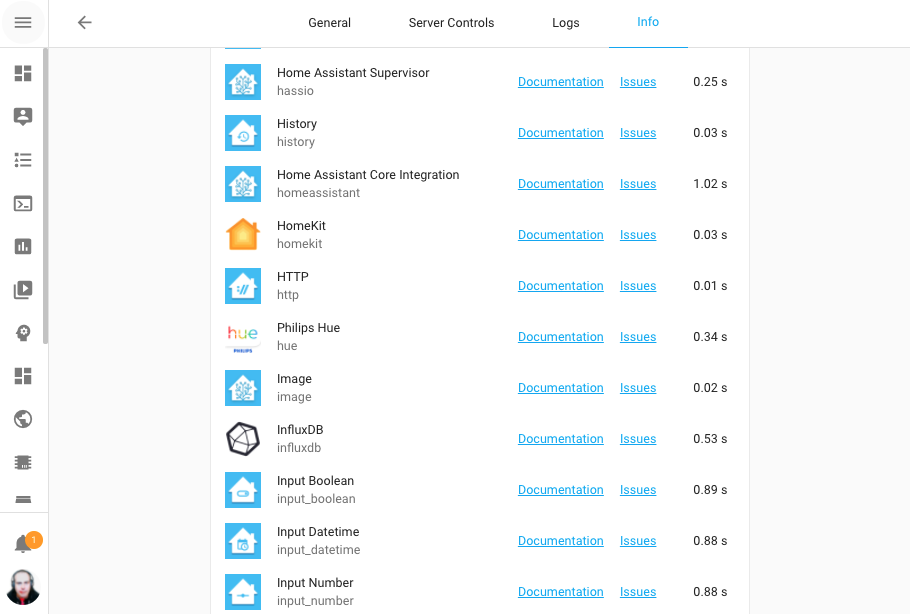 General Server Controls Logs Info
Home Assistant Supervisor
hassio
Documentation Issues 0.25 s
History
history
Documentation Issues 0.03 s
Home Assistant Core Integration
homeassistant
Documentation Issues 1.02 s
HomeKit
homekit
Documentation Issues 0.03 s
HTTP
http
Documentation Issues 0.01 s
hue
PHILIPS
Philips Hue
hue
Documentation Issues 0.34 s
Image
image
Documentation Issues 0.02 s
InfluxDB
influxdb
Documentation Issues 0.53 s
Input Boolean
input_boolean
Documentation Issues 0.89 s
Input Datetime
input_datetime
Documentation Issues 0.88 s
Input Number
input_number
Documentation Issues 0.88 s
1